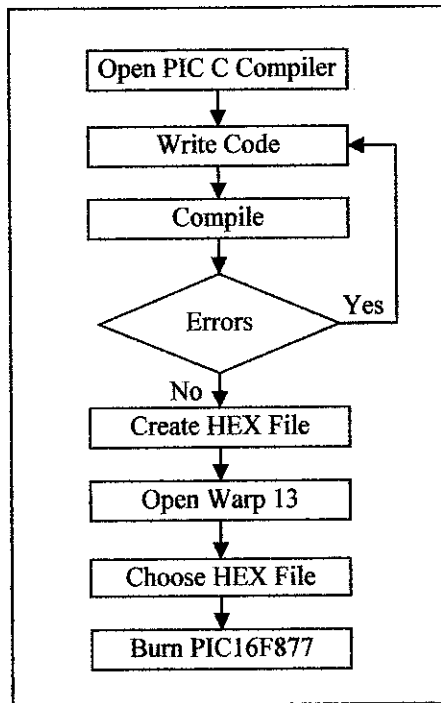 Open PIC C Compiler
Write Code
Compile
Errors
Yes
No
Create HEX File
Open Warp 13
Choose HEX File
Burn PIC16F877